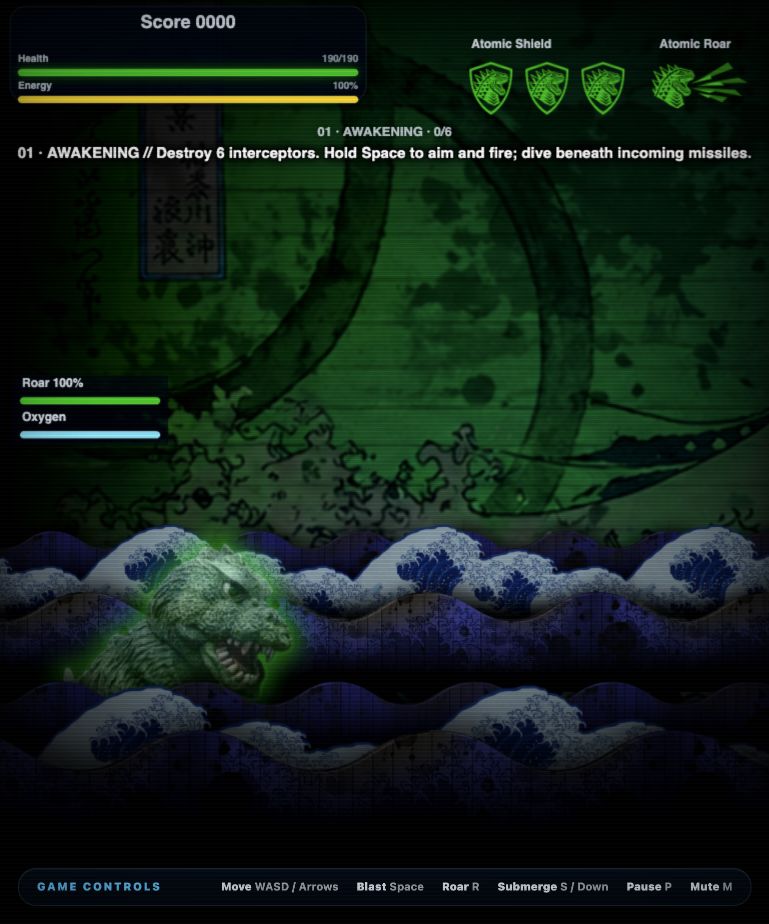 Score 0000
Health 190/190
Energy 100%
Atomic Shield Atomic Roar
01 · AWAKENING · 0/6
01 · AWAKENING // Destroy 6 interceptors. Hold Space to aim and fire; dive beneath incoming missiles.
Roar 100%
Oxygen
GAME CONTROLS Move WASD / Arrows Blast Space Roar R Submerge S / Down Pause P Mute M